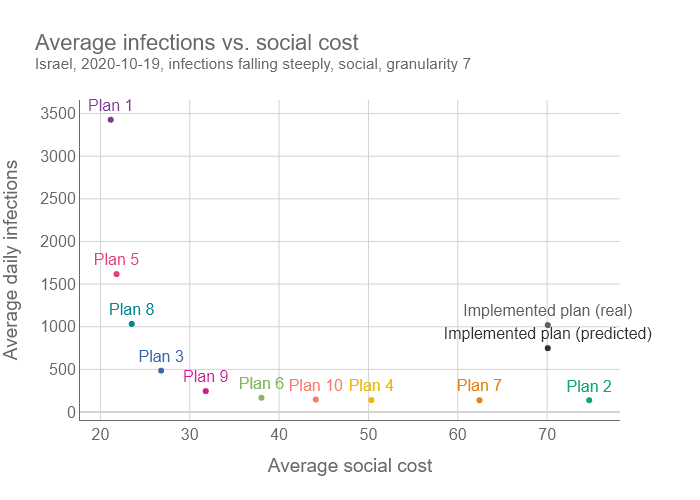 Average infections vs. social cost
Israel, 2020-10-19, infections falling steeply, social, granularity 7
Average daily infections
3500
3000
2500
2000
1500
1000
500
0
Plan 1
Plan 5
Plan 8
Plan 3
Plan 9
Plan 6
Plan 10
Plan 4
Plan 7
Plan 2
Implemented plan (real)
Implemented plan (predicted)
20
30
40
50
60
70
Average social cost